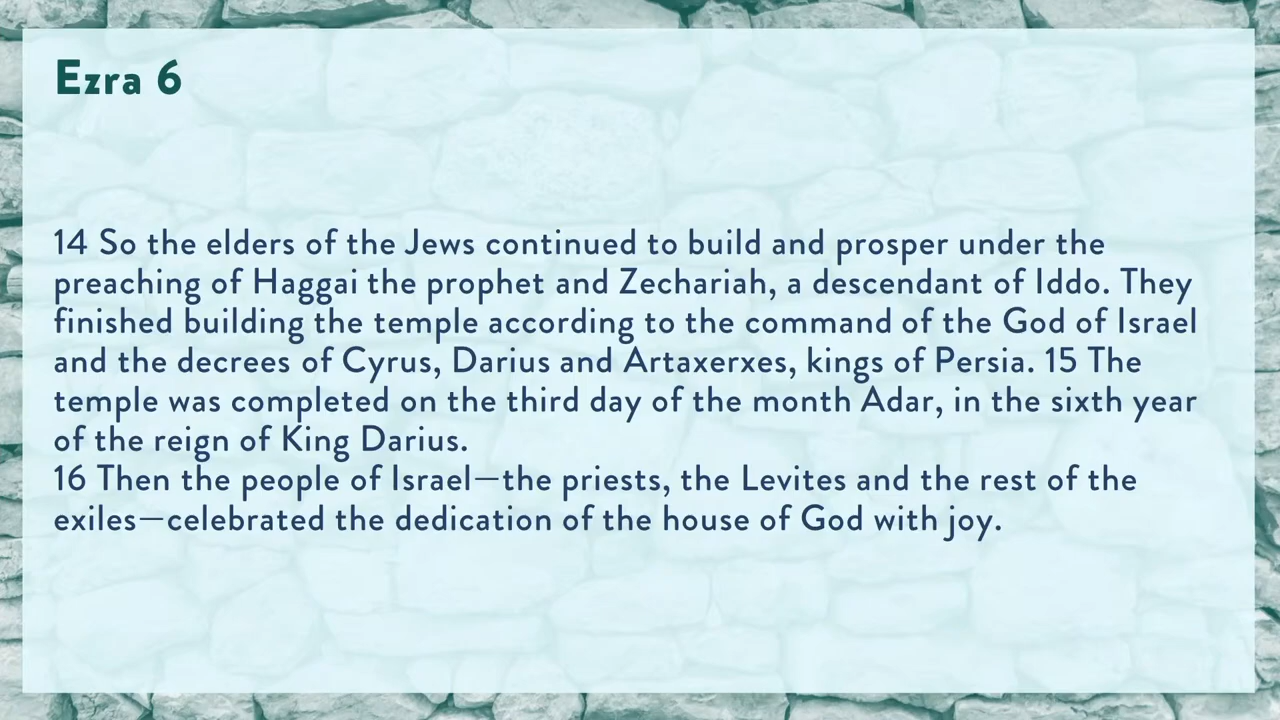 Ezra 6
14 So the elders of the Jews continued to build and prosper under the
preaching of Haggai the prophet and Zechariah, a descendant of Iddo. They
finished building the temple according to the command of the God of Israel
and the decrees of Cyrus, Darius and Artaxerxes, kings of Persia. 15 The
temple was completed on the third day of the month Adar, in the sixth year
of the reign of King Darius.
16 Then the people of Israel—the priests, the Levites and the rest of the
exiles—celebrated the dedication of the house of God with joy.